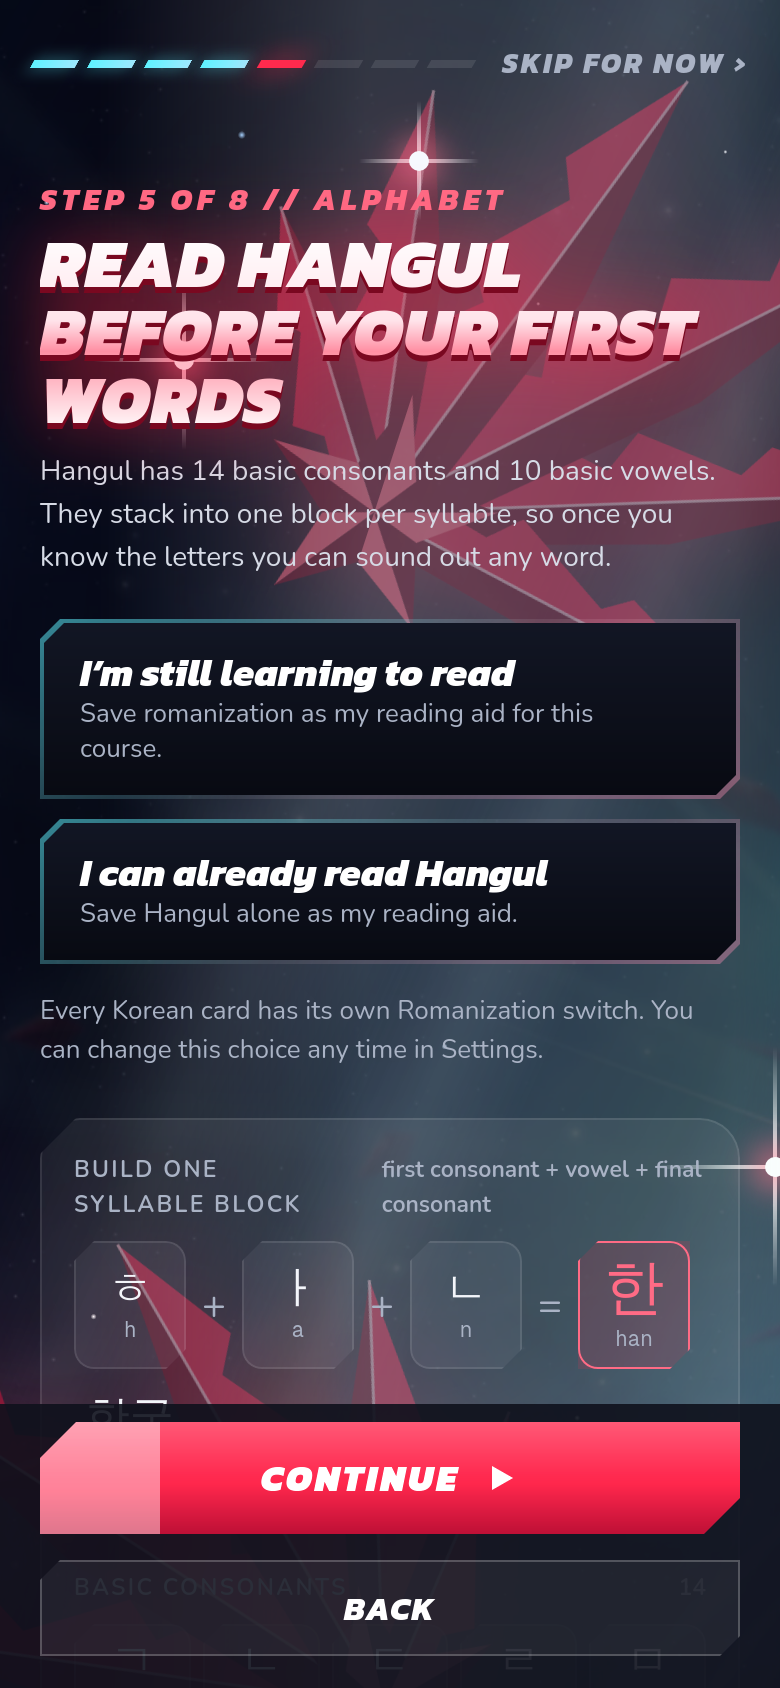 SKIP FOR NOW >
STEP 5 OF 8 // ALPHABET
READ HANGUL
BEFORE YOUR FIRST
WORDS
Hangul has 14 basic consonants and 10 basic vowels.
They stack into one block per syllable, so once you
know the letters you can sound out any word.
I'm still learning to read
Save romanization as my reading aid for this
course.
I can already read Hangul
Save Hangul alone as my reading aid.
Every Korean card has its own Romanization switch. You
can change this choice any time in Settings.
BUILD ONE
SYLLABLE BLOCK
first consonant + vowel + final
consonant
ㅎ + ㅏ + ㄴ = 한
h a n han
CONTINUE
BASIC CONSONANTS 14
BACK
ㄱ ㄴ ㄷ ㄹ ㅁ